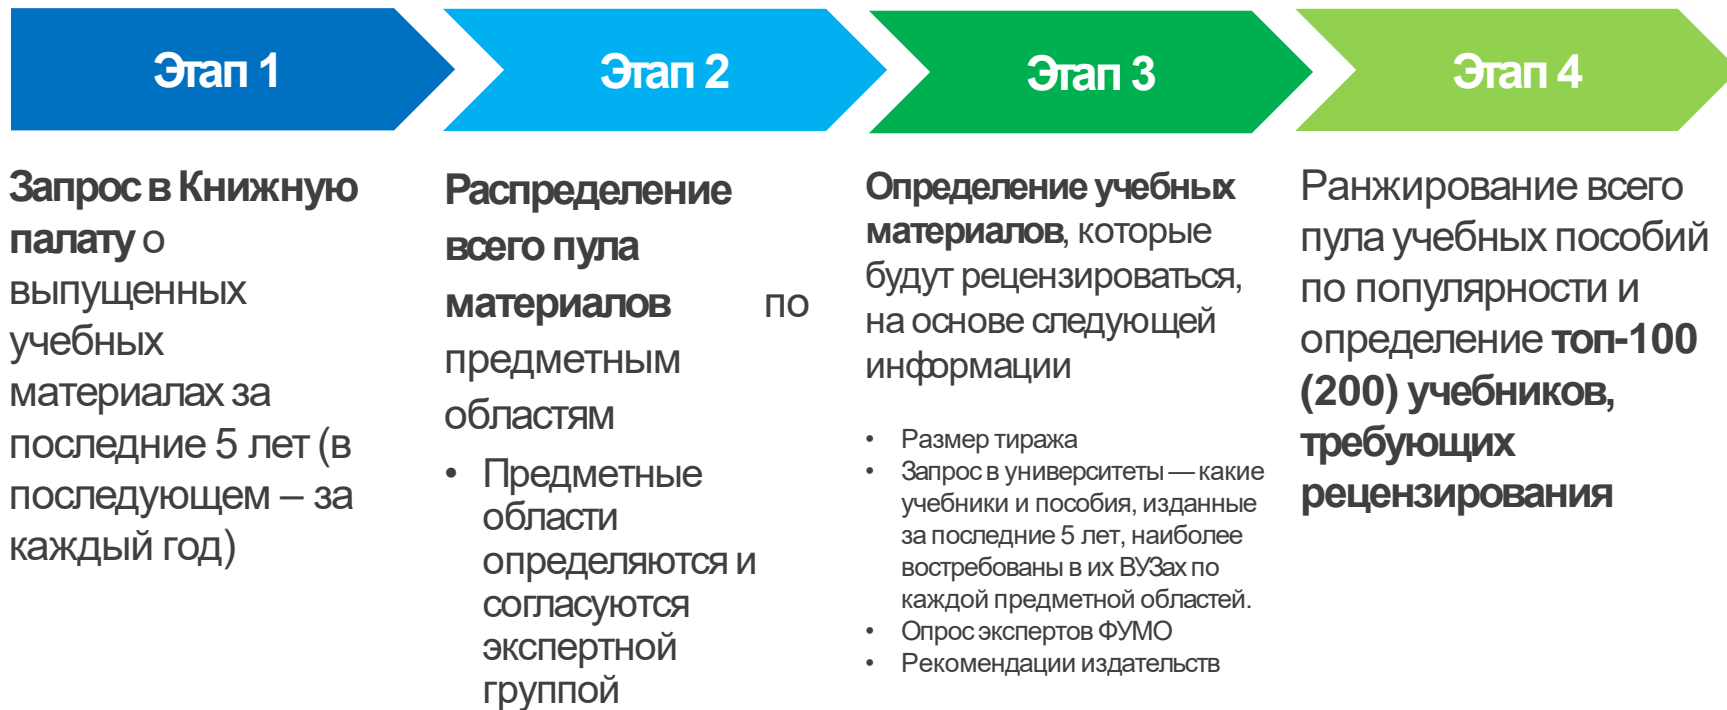 Этап 1
Этап 2
Этап 3
Этап 4
Запрос в Книжную
палату о
выпущенных
учебных
материалах за
последние 5 лет (в
последующем – за
каждый год)
Распределение
всего пула
материалов по
предметным
областям
• Предметные
области
определяются и
согласуются
экспертной
группой
Определение учебных
материалов, которые
будут рецензироваться,
на основе следующей
информации
• Размер тиража
• Запрос в университеты — какие
учебники и пособия, изданные
за последние 5 лет, наиболее
востребованы в их ВУЗах по
каждой предметной областей.
• Опрос экспертов ФУМО
• Рекомендации издательств
Ранжирование всего
пула учебных пособий
по популярности и
определение топ-100
(200) учебников,
требующих
рецензирования